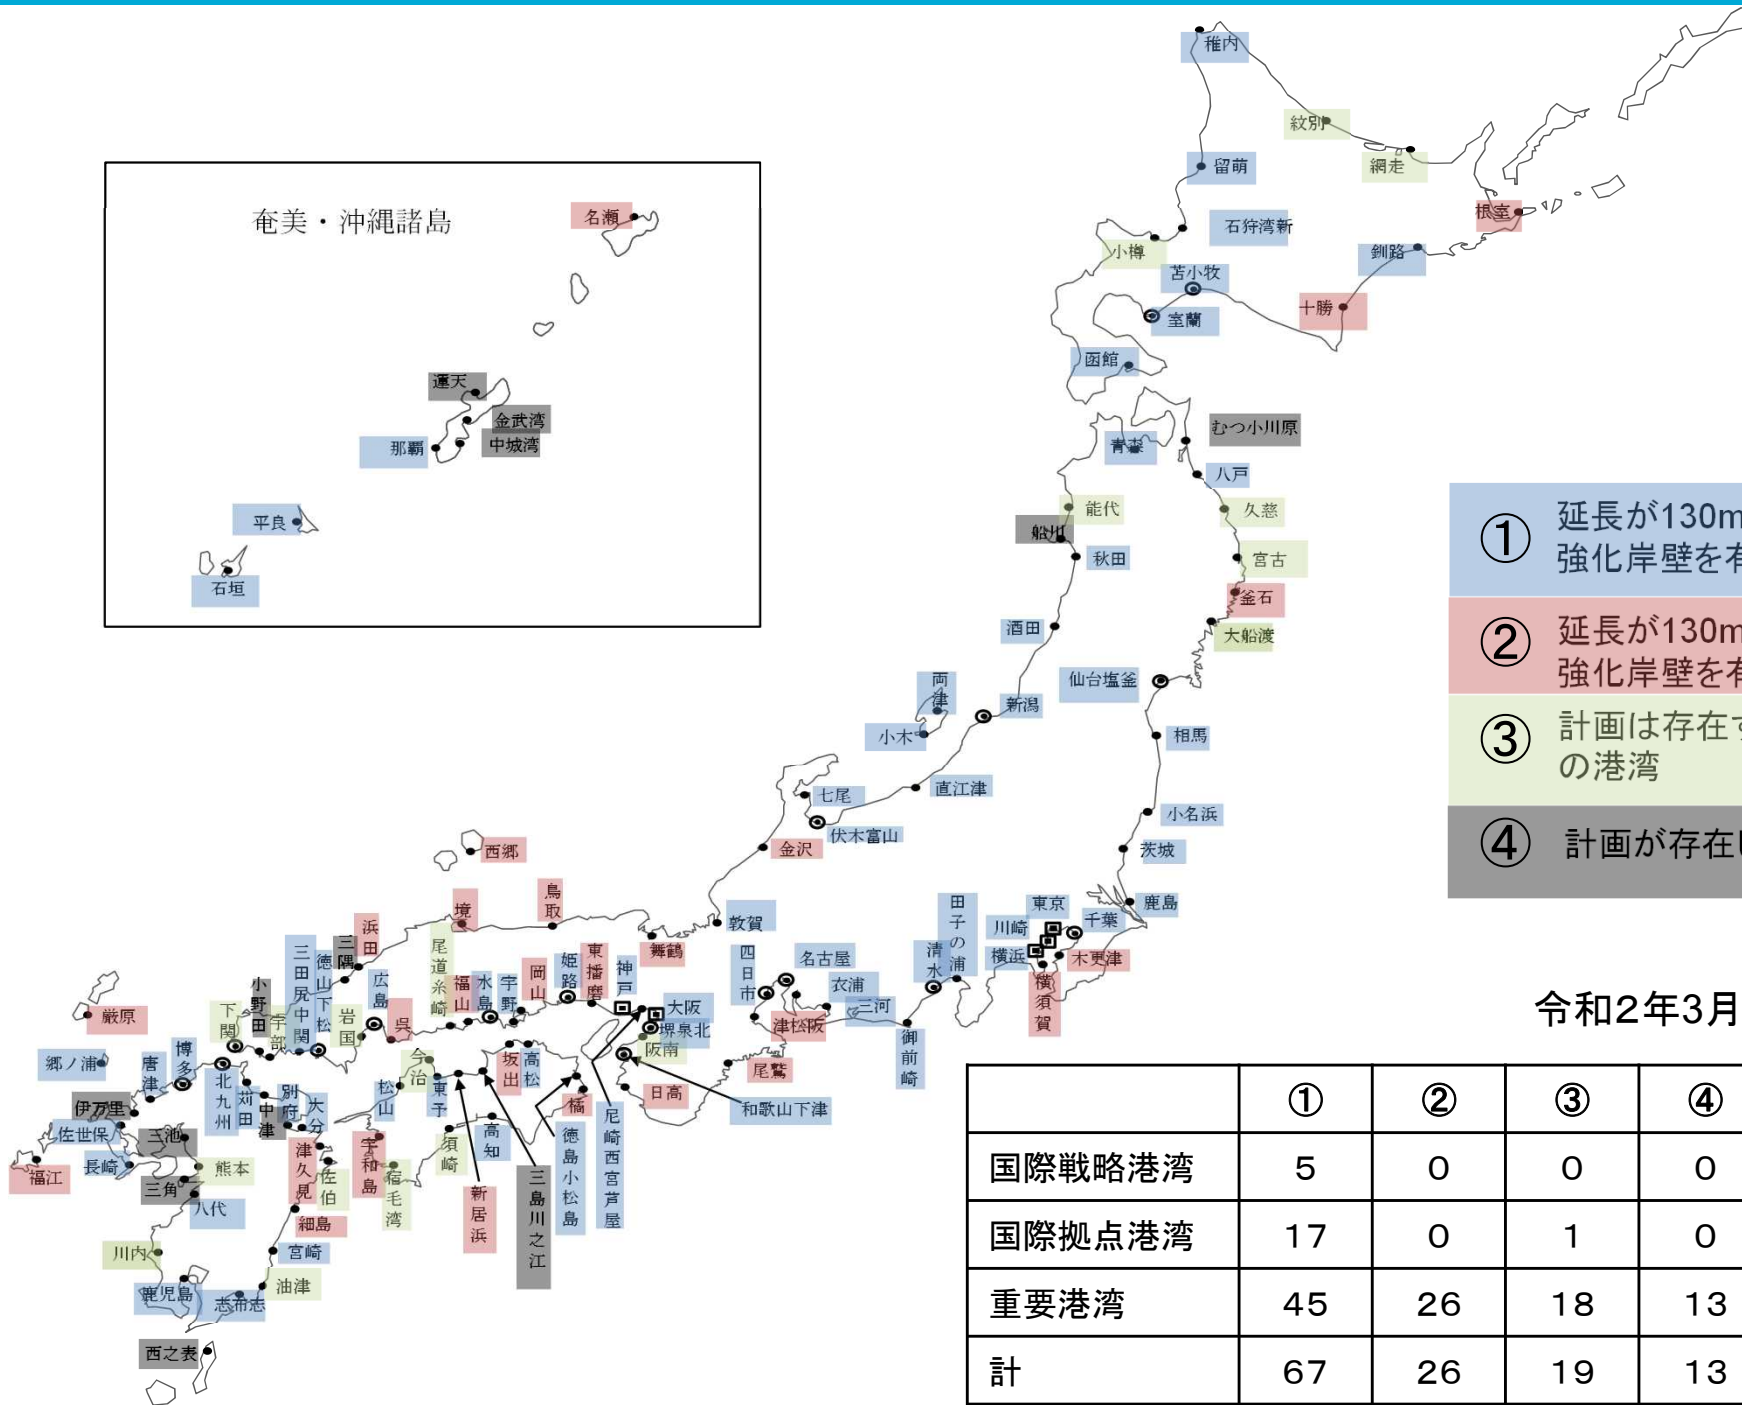 稚内
紋別
網走
留萌
根室
石狩湾新
小樽
釧路
苫小牧
十勝
室蘭
函館
奄美・沖縄諸島
名瀬
運天
金武湾
中城湾
那覇
平良
石垣
むつ小川原
青森
八戸
能代
久慈
船川
秋田
宮古
釜石
大船渡
酒田
仙台塩釜
両津
新潟
小木
相馬
直江津
七尾
伏木富山
小名浜
金沢
茨城
西郷
鹿島
東京
千葉
川崎
横浜
木更津
横須賀
田子の浦
清水
御前崎
敦賀
名古屋
四日市
衣浦
三河
津松阪
尾鷲
舞鶴
鳥取
境
浜田
三隅
神戸
大阪
堺泉北
阪南
東播磨
姫路
岡山
宇野
水島
福山
尾道糸崎
広島
呉
岩国
徳山下松
三田尻中関
宇部
小野田
下関
日高
和歌山下津
尼崎西宮芦屋
徳島小松島
橘
高松
坂出
三島川之江
新居浜
高知
須崎
東予
今治
松山
宇和島
宿毛湾
厳原
郷ノ浦
博多
唐津
北九州
苅田
中津
別府
大分
伊万里
佐世保
三池
長崎
熊本
福江
三角
八代
津久見
佐伯
細島
川内
宮崎
油津
鹿児島
志布志
西之表
① 延長が130m
強化岸壁を有
② 延長が130m
強化岸壁を有
③ 計画は存在す
の港湾
④ 計画が存在し
令和2年3月
① ② ③ ④
国際戦略港湾 5 0 0 0
国際拠点港湾 17 0 1 0
重要港湾 45 26 18 13
計 67 26 19 13